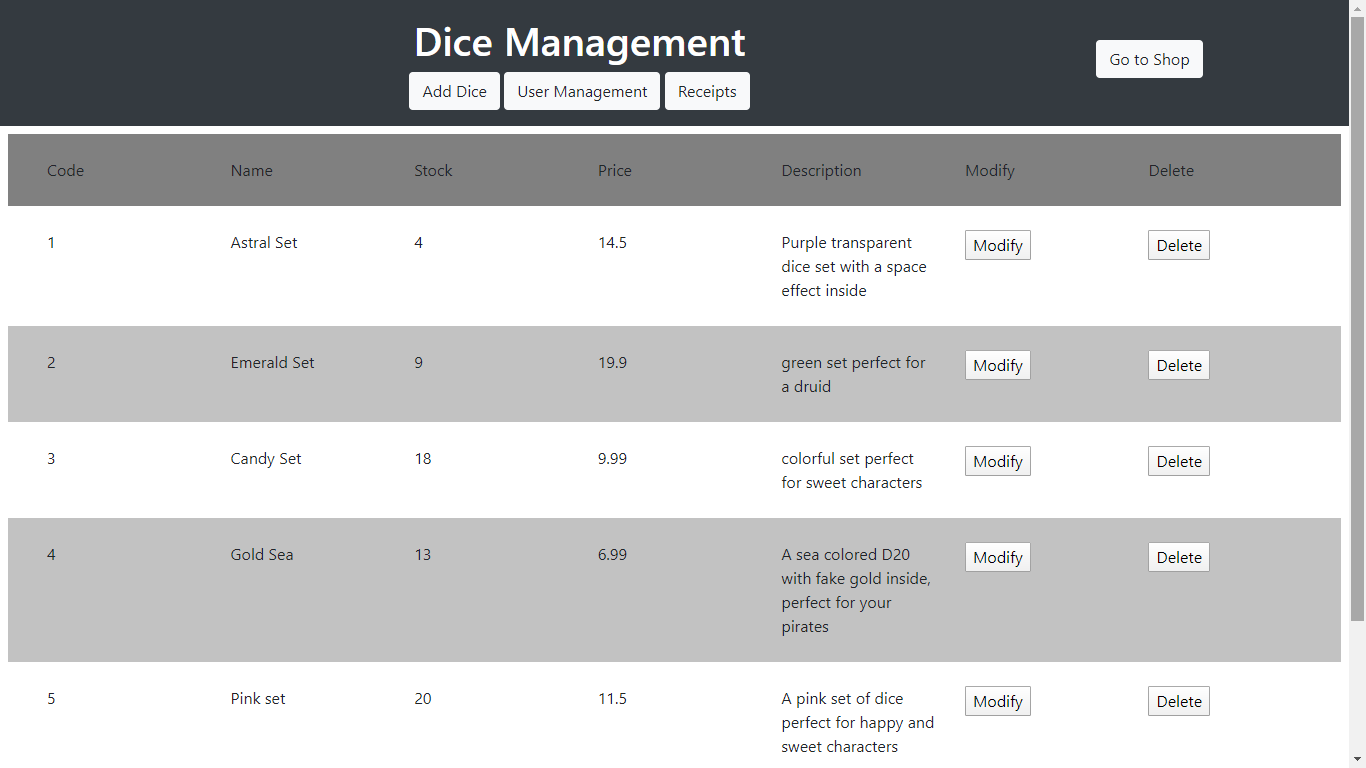 Dice Management
Go to Shop
Add Dice User Management Receipts
Code Name Stock Price Description Modify Delete
1 Astral Set 4 14.5 Purple transparent Modify Delete
dice set with a space
effect inside
2 Emerald Set 9 19.9 green set perfect for Modify Delete
a druid
3 Candy Set 18 9.99 colorful set perfect Modify Delete
for sweet characters
4 Gold Sea 13 6.99 A sea colored D20 Modify Delete
with fake gold inside,
perfect for your
pirates
5 Pink set 20 11.5 A pink set of dice Modify Delete
perfect for happy and
sweet characters